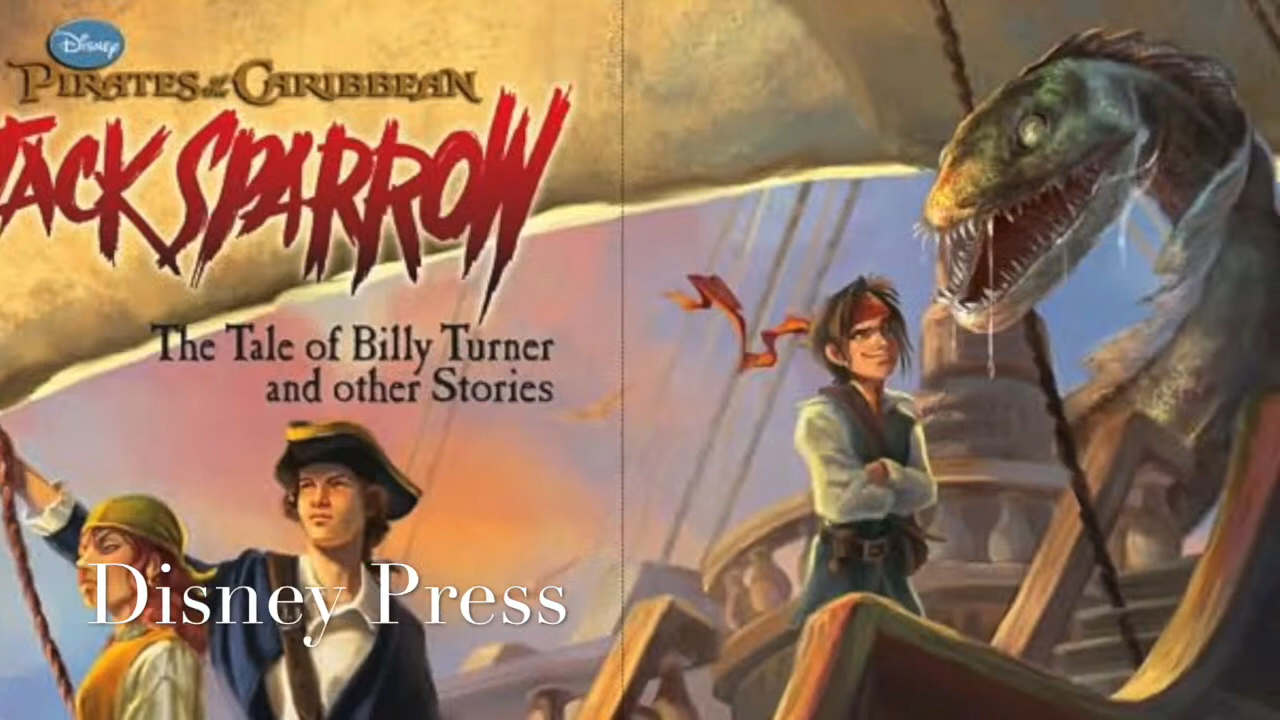 Disney
PIRATES of the CARIBBEAN
JACK SPARROW
The Tale of Billy Turner
and other Stories
Disney Press